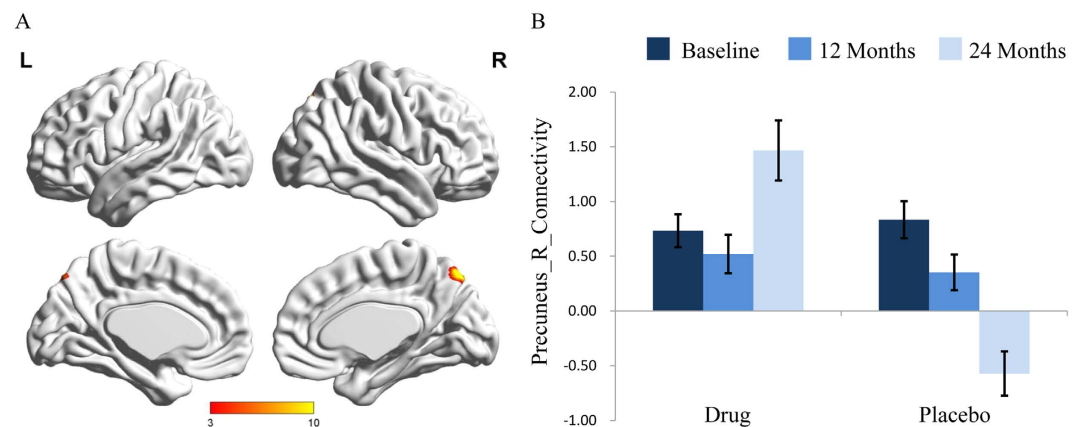 A
L
R
3
10
B
Baseline
12 Months
24 Months
Precuneus_R_Connectivity
2.00
1.50
1.00
0.50
0.00
-0.50
-1.00
Drug
Placebo